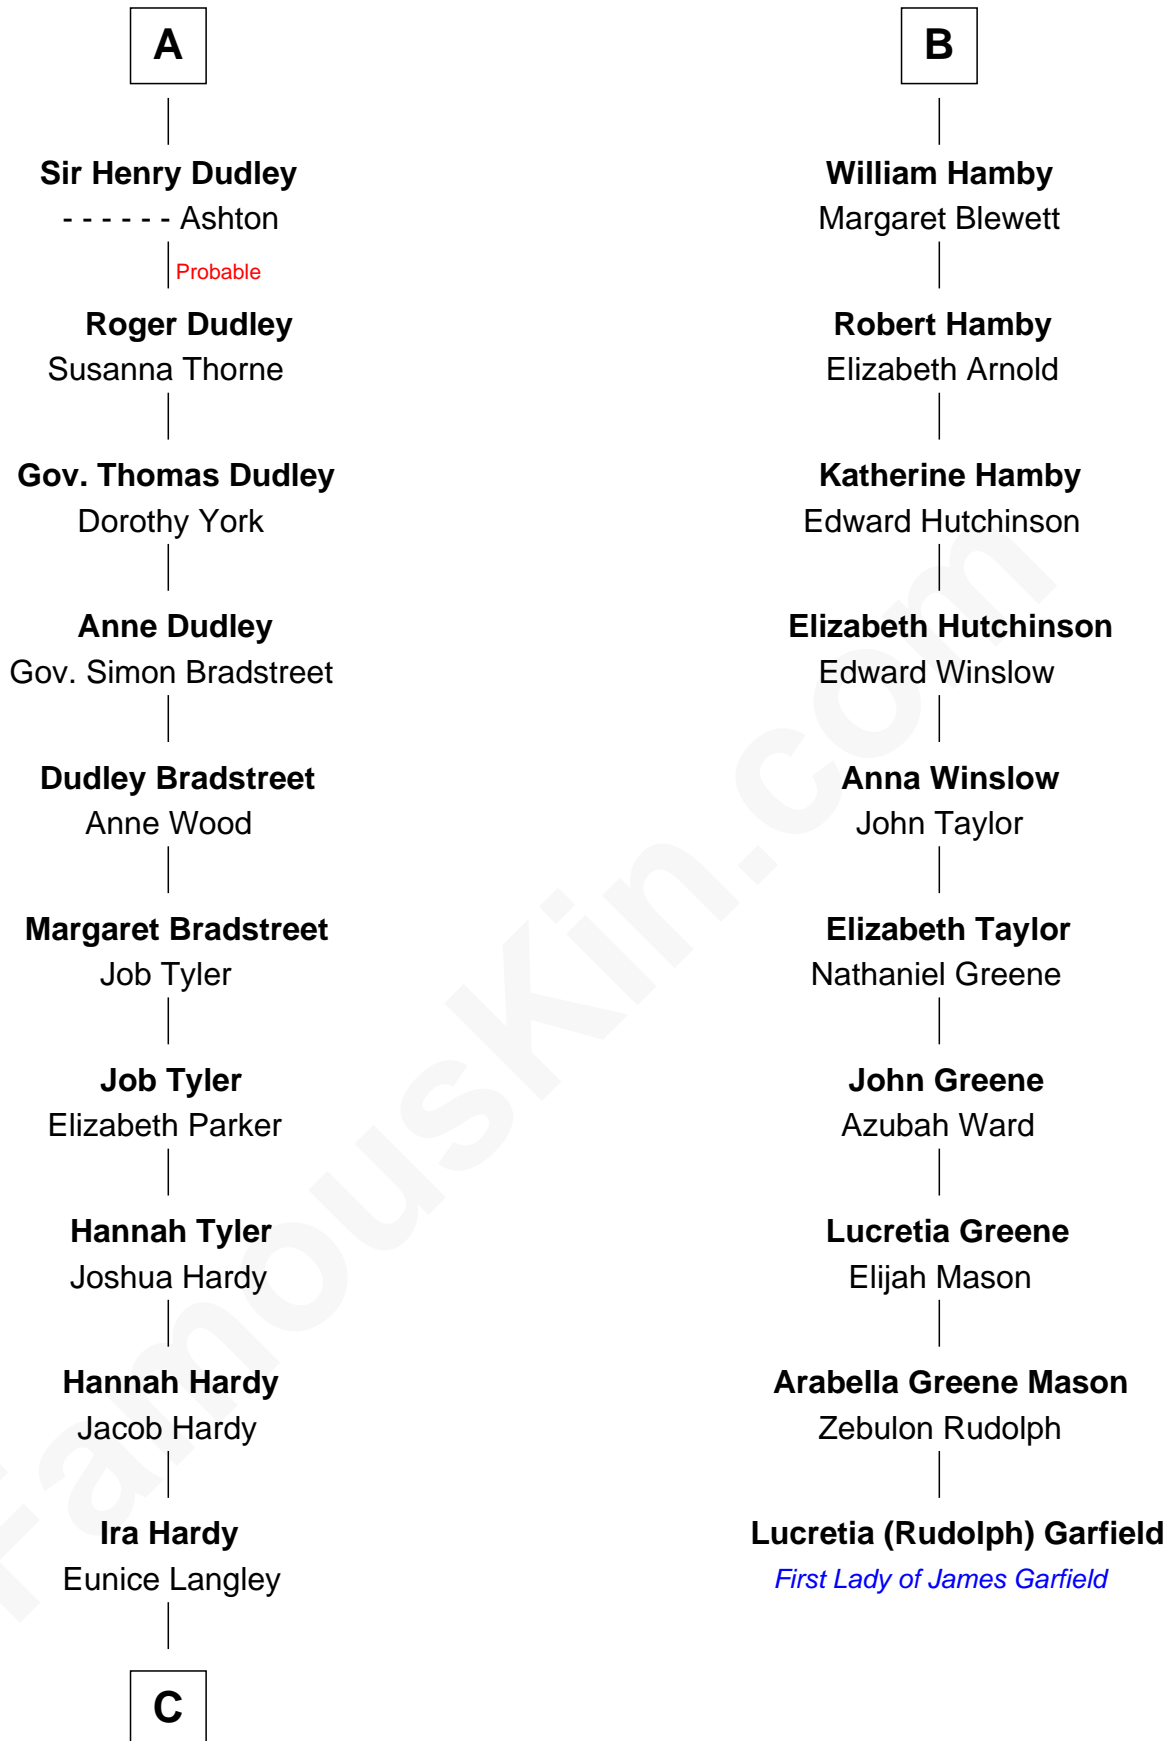 A
Sir Henry Dudley
- - - - - - Ashton
Probable
Roger Dudley
Susanna Thorne
Gov. Thomas Dudley
Dorothy York
Anne Dudley
Gov. Simon Bradstreet
Dudley Bradstreet
Anne Wood
Margaret Bradstreet
Job Tyler
Job Tyler
Elizabeth Parker
Hannah Tyler
Joshua Hardy
Hannah Hardy
Jacob Hardy
Ira Hardy
Eunice Langley
C
B
William Hamby
Margaret Blewett
Robert Hamby
Elizabeth Arnold
Katherine Hamby
Edward Hutchinson
Elizabeth Hutchinson
Edward Winslow
Anna Winslow
John Taylor
Elizabeth Taylor
Nathaniel Greene
John Greene
Azubah Ward
Lucretia Greene
Elijah Mason
Arabella Greene Mason
Zebulon Rudolph
Lucretia (Rudolph) Garfield
First Lady of James Garfield
FamousKin.com